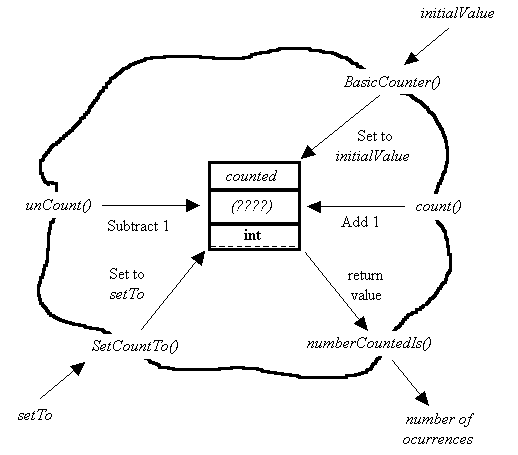 initialValue
BasicCounter()
Set to
initialValue
counted
(????)
int
unCount()
Subtract 1
count()
Add 1
Set to
setTo
return
value
SetCountTo()
numberCountedIs()
setTo
number of
ocurrences